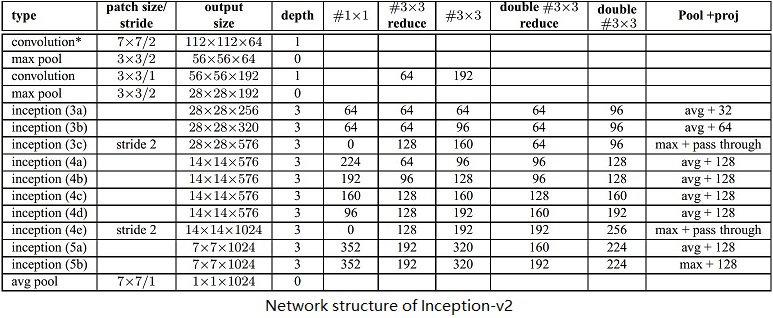 type patch size/ stride output size depth #1×1 #3×3 reduce #3×3 double #3×3 reduce double #3×3 Pool +proj
convolution* 7×7/2 112×112×64 1
max pool 3×3/2 56×56×64 0
convolution 3×3/1 56×56×192 1 64 192
max pool 3×3/2 28×28×192 0
inception (3a) 28×28×256 3 64 64 64 64 96 avg + 32
inception (3b) 28×28×320 3 64 64 96 64 96 avg + 64
inception (3c) stride 2 28×28×576 3 0 128 160 64 96 max + pass through
inception (4a) 14×14×576 3 224 64 96 96 128 avg + 128
inception (4b) 14×14×576 3 192 96 128 96 128 avg + 128
inception (4c) 14×14×576 3 160 128 160 128 160 avg + 128
inception (4d) 14×14×576 3 96 128 192 160 192 avg + 128
inception (4e) stride 2 14×14×1024 3 0 128 192 192 256 max + pass through
inception (5a) 7×7×1024 3 352 192 320 160 224 avg + 128
inception (5b) 7×7×1024 3 352 192 320 192 224 max + 128
avg pool 7×7/1 1×1×1024 0
Network structure of Inception-v2